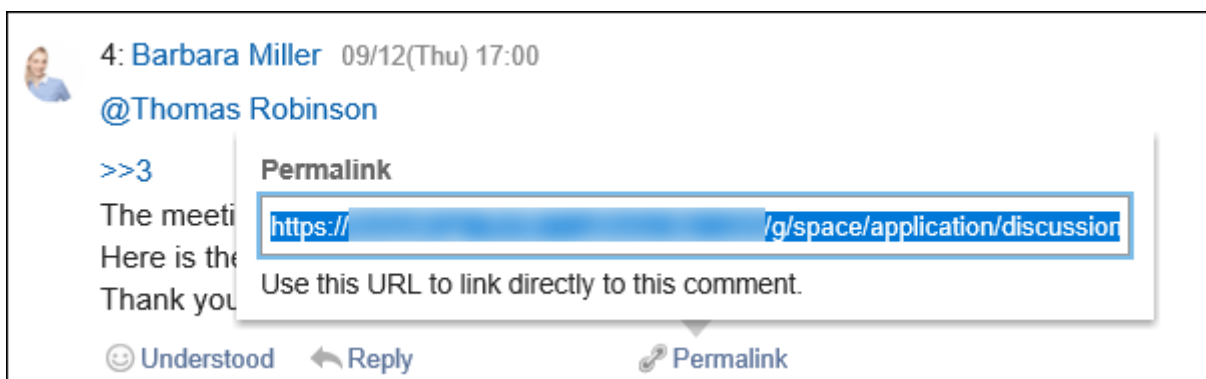 4: Barbara Miller 09/12(Thu) 17:00
@Thomas Robinson
>>3
Permalink
The meeti
https:// /g/space/application/discussion
Here is the
Use this URL to link directly to this comment.
Thank you
Understood Reply Permalink